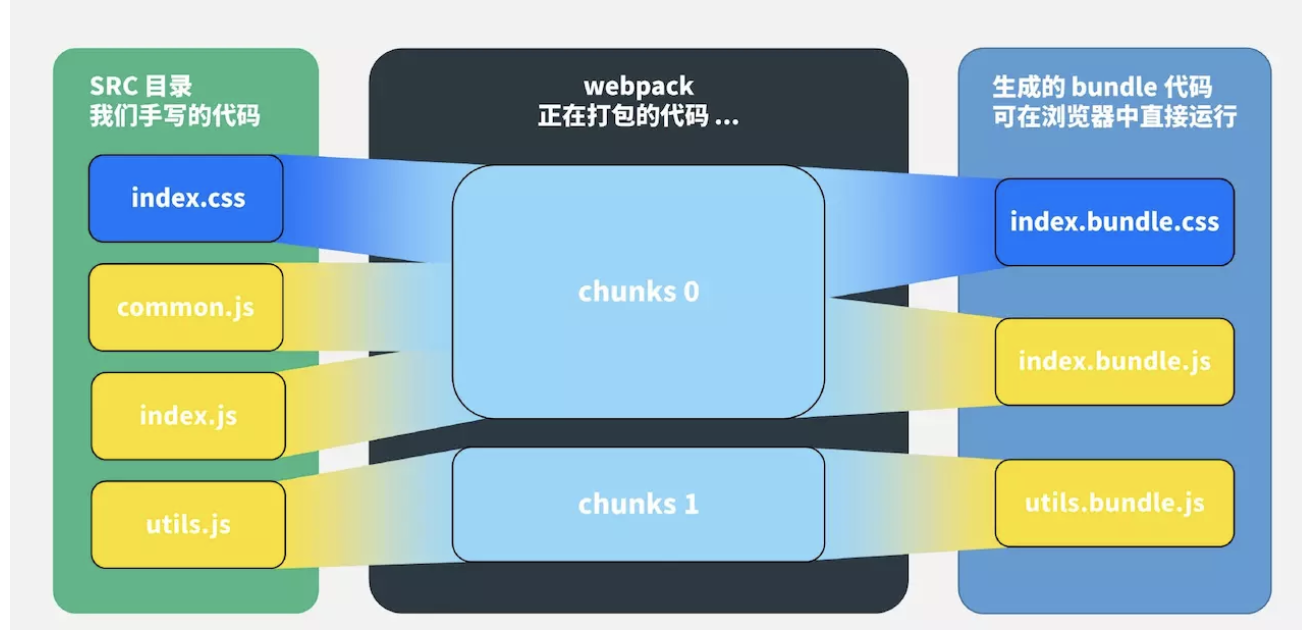 SRC 目录
我们手写的代码
index.css
common.js
index.js
utils.js
webpack
正在打包的代码 ...
chunks 0
chunks 1
生成的 bundle 代码
可在浏览器中直接运行
index.bundle.css
index.bundle.js
utils.bundle.js